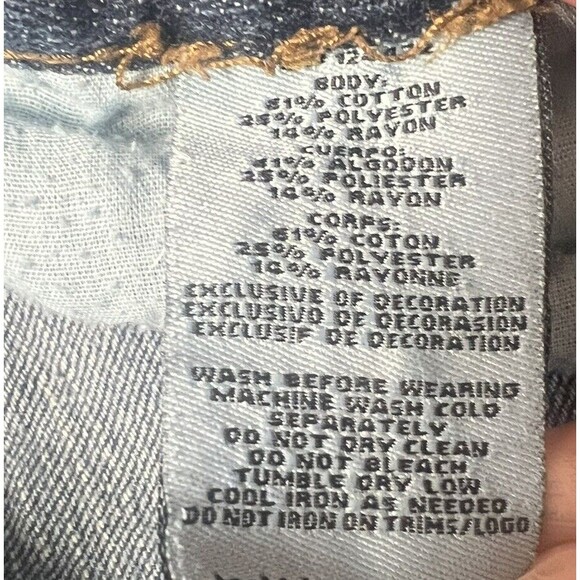 BODY:
61% COTTON
25% POLYESTER
14% RAYON
CUERPO:
61% ALGODON
25% POLIESTER
14% RAYON
CORPS:
61% COTON
25% POLYESTER
14% RAYONNE
EXCLUSIVE OF DECORATION
EXCLUSIVO DE DECORASION
EXCLUSIF DE DECORATION
WASH BEFORE WEARING
MACHINE WASH COLD
SEPARATELY
DO NOT DRY CLEAN
DO NOT BLEACH
TUMBLE DRY LOW
COOL IRON AS NEEDED
DO NOT IRON ON TRIMS/LOGO